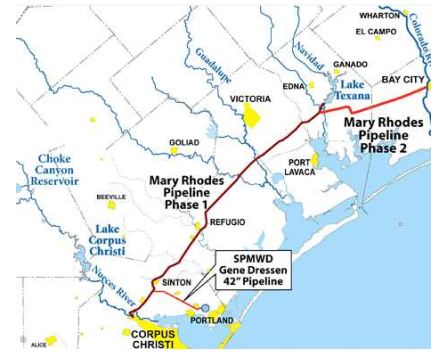 WHARTON
EL CAMPO
Colorado
Navidad
GANADO
Guadalupe
Lake
Texana
BAY CITY
EDNA
VICTORIA
Mary Rhodes
Pipeline
Phase 2
GOLIAD
PORT
LAVACA
Choke
Canyon
Reservoir
Mary Rhodes
Pipeline
Phase 1
BEEVILLE
Lake
Corpus
Christi
REFUGIO
SPMWD
Gene Dressen
42” Pipeline
Nueces River
SINTON
PORTLAND
CORPUS
CHRISTI
ALICE